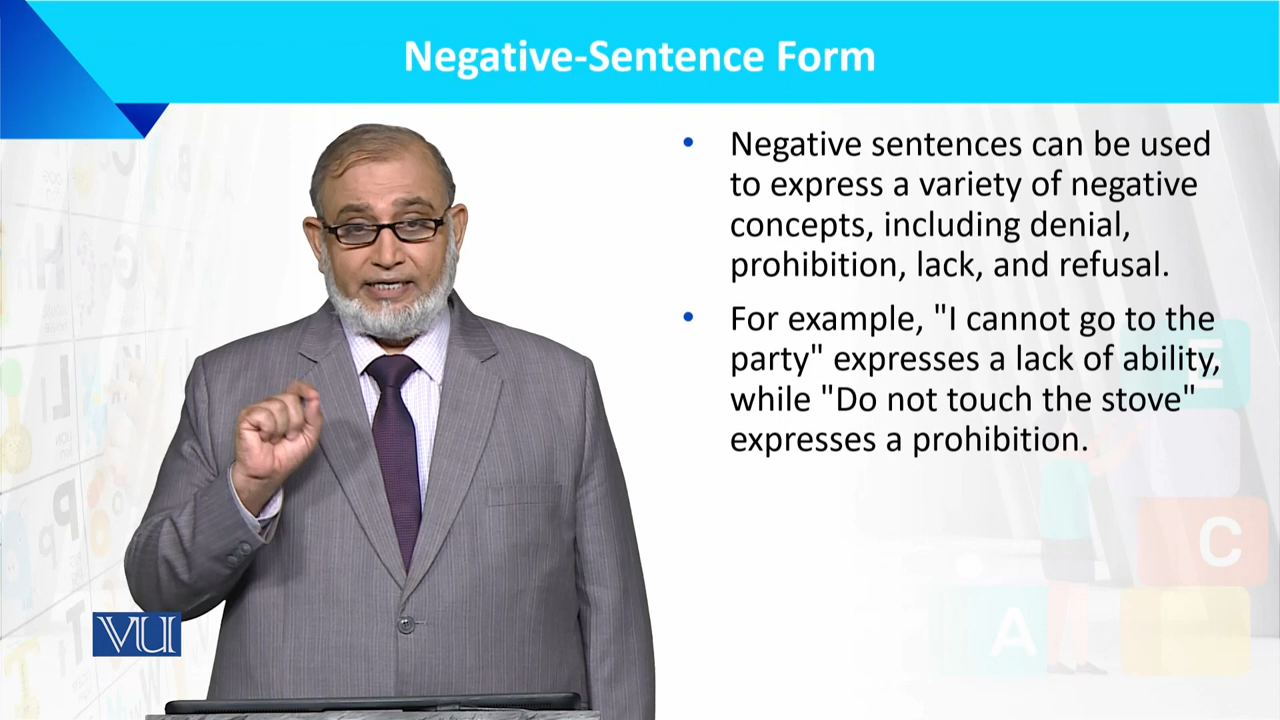 Negative-Sentence Form
• Negative sentences can be used
to express a variety of negative
concepts, including denial,
prohibition, lack, and refusal.
• For example, "I cannot go to the
party" expresses a lack of ability,
while "Do not touch the stove"
expresses a prohibition.
E
C
A
VU